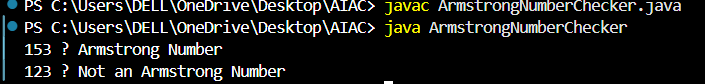 PS C:\Users\DELL\OneDrive\Desktop\AIAC> javac ArmstrongNumberChecker.java
PS C:\Users\DELL\OneDrive\Desktop\AIAC> java ArmstrongNumberChecker
153 ? Armstrong Number
123 ? Not an Armstrong Number